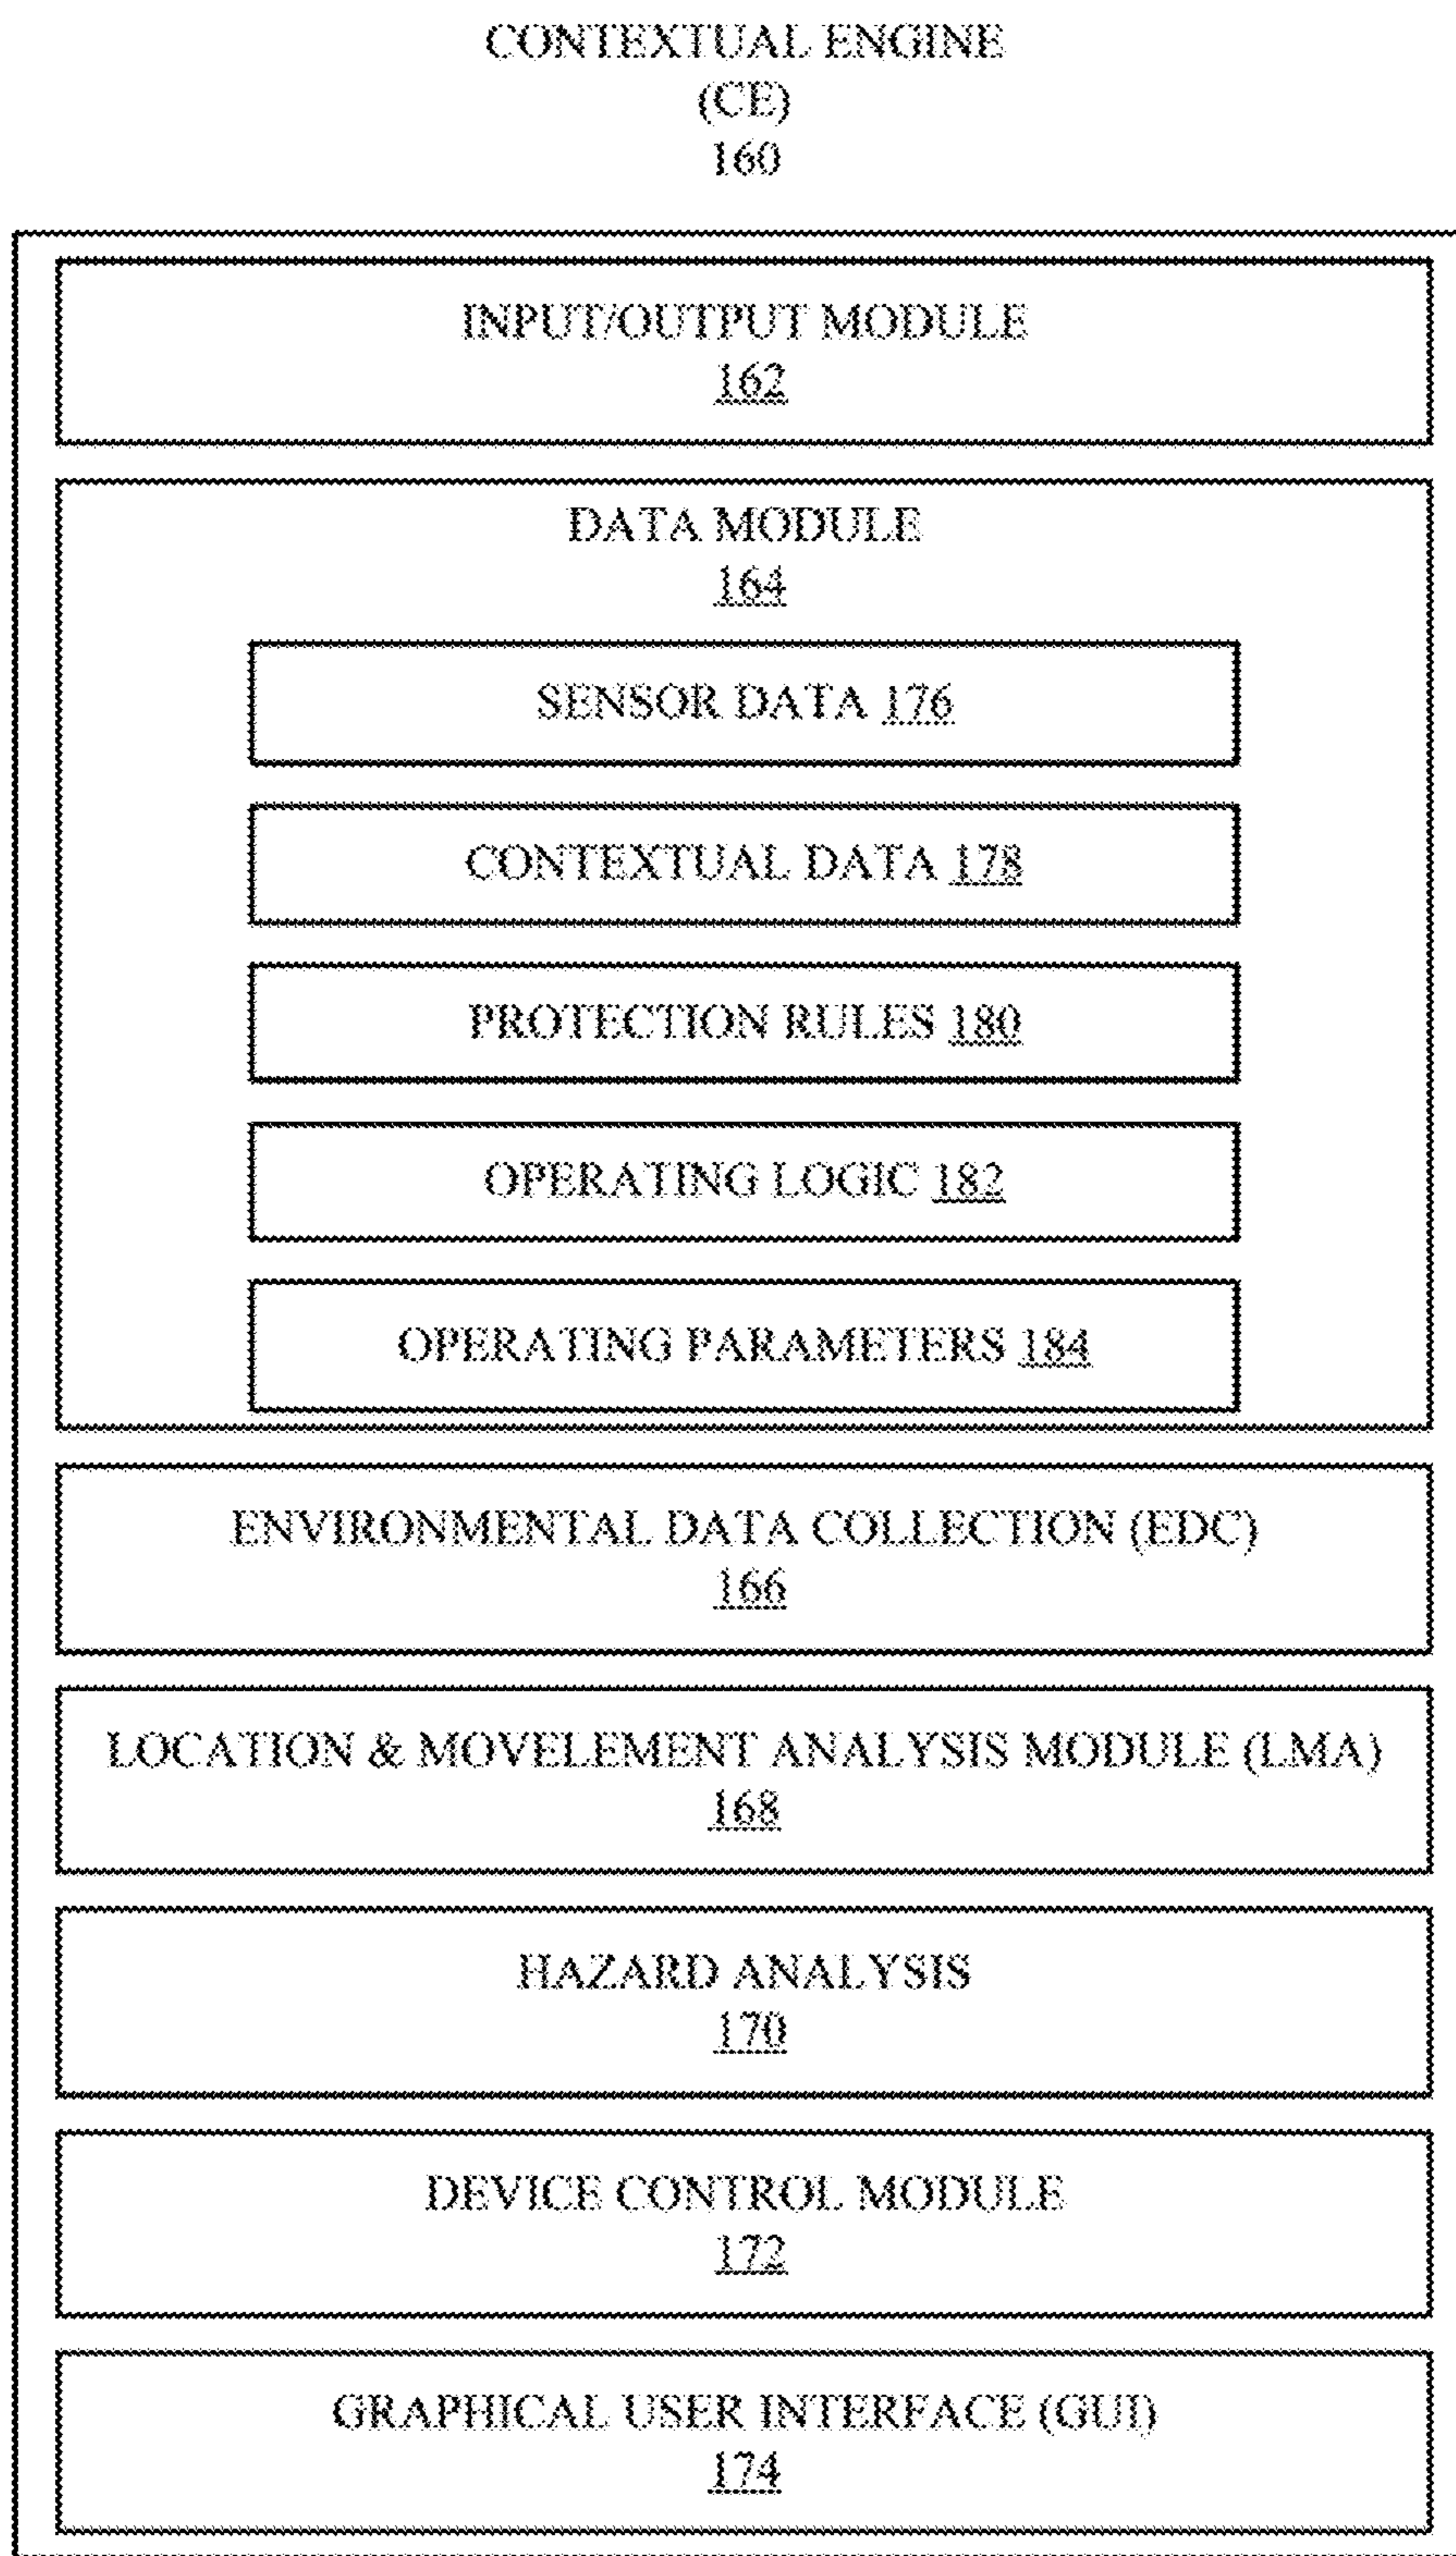 CONTEXTUAL ENGINE
(CE)
160
INPUT/OUTPUT MODULE
162
DATA MODULE
164
SENSOR DATA 176
CONTEXTUAL DATA 178
PROTECTION RULES 180
OPERATING LOGIC 182
OPERATING PARAMETERS 184
ENVIRONMENTAL DATA COLLECTION (EDC)
166
LOCATION & MOVELEMENT ANALYSIS MODULE (LMA)
168
HAZARD ANALYSIS
170
DEVICE CONTROL MODULE
172
GRAPHICAL USER INTERFACE (GUI)
174